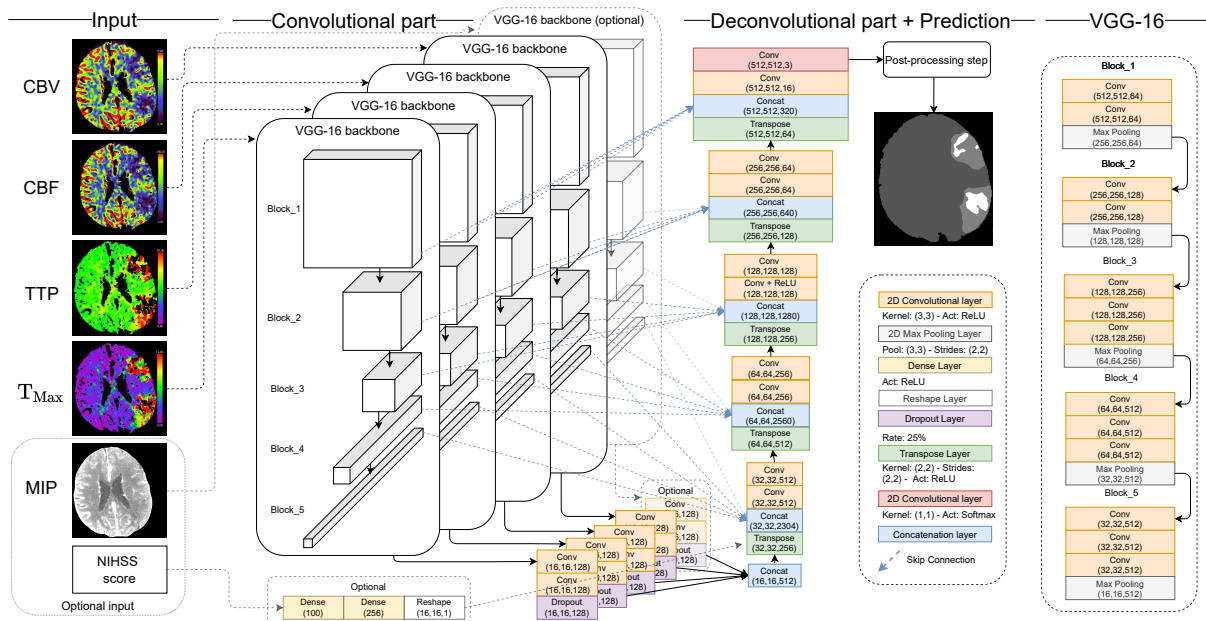 Input
Convolutional part
Deconvolutional part + Prediction
VGG-16
CBV
CBF
TTP
T_Max
MIP
NIHSS
score
Optional input
VGG-16 backbone (optional)
VGG-16 backbone
VGG-16 backbone
VGG-16 backbone
VGG-16 backbone
Block_1
Block_2
Block_3
Block_4
Block_5
Optional
Dense
(100)
Dense
(256)
Reshape
(16,16,1)
Optional
Conv
(16,16,128)
Conv
(16,16,128)
Dropout
(16,16,128)
Concat
(16,16,512)
Conv
(512,512,3)
Conv
(512,512,16)
Concat
(512,512,320)
Transpose
(512,512,64)
Conv
(256,256,64)
Conv
(256,256,64)
Concat
(256,256,640)
Transpose
(256,256,128)
Conv
(128,128,128)
Conv + ReLU
(128,128,128)
Concat
(128,128,1280)
Transpose
(128,128,256)
Conv
(64,64,256)
Conv
(64,64,256)
Concat
(64,64,2560)
Transpose
(64,64,512)
Conv
(32,32,512)
Conv
(32,32,512)
Concat
(32,32,2304)
Transpose
(32,32,256)
Post-processing step
2D Convolutional layer
Kernel: (3,3) - Act: ReLU
2D Max Pooling Layer
Pool: (3,3) - Strides: (2,2)
Dense Layer
Act: ReLU
Reshape Layer
Dropout Layer
Rate: 25%
Transpose Layer
Kernel: (2,2) - Strides:
(2,2) - Act: ReLU
2D Convolutional layer
Kernel: (1,1) - Act: Softmax
Concatenation layer
Skip Connection
Block_1
Conv
(512,512,64)
Conv
(512,512,64)
Max Pooling
(256,256,64)
Block_2
Conv
(256,256,128)
Conv
(256,256,128)
Max Pooling
(128,128,128)
Block_3
Conv
(128,128,256)
Conv
(128,128,256)
Conv
(128,128,256)
Max Pooling
(64,64,256)
Block_4
Conv
(64,64,512)
Conv
(64,64,512)
Conv
(64,64,512)
Max Pooling
(32,32,512)
Block_5
Conv
(32,32,512)
Conv
(32,32,512)
Conv
(32,32,512)
Max Pooling
(16,16,512)